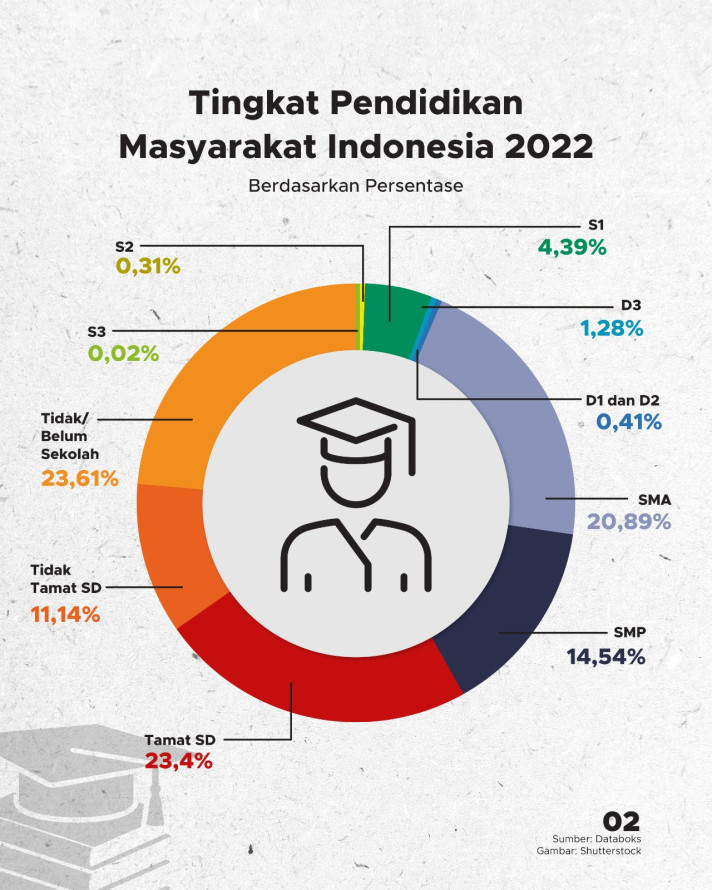 Tingkat Pendidikan
Masyarakat Indonesia 2022
Berdasarkan Persentase
S1
4,39%
S2
0,31%
D3
1,28%
S3
0,02%
D1 dan D2
0,41%
Tidak/
Belum
Sekolah
23,61%
SMA
20,89%
Tidak
Tamat SD
11,14%
SMP
14,54%
Tamat SD
23,4%
02
Sumber: Databoks
Gambar: Shutterstock